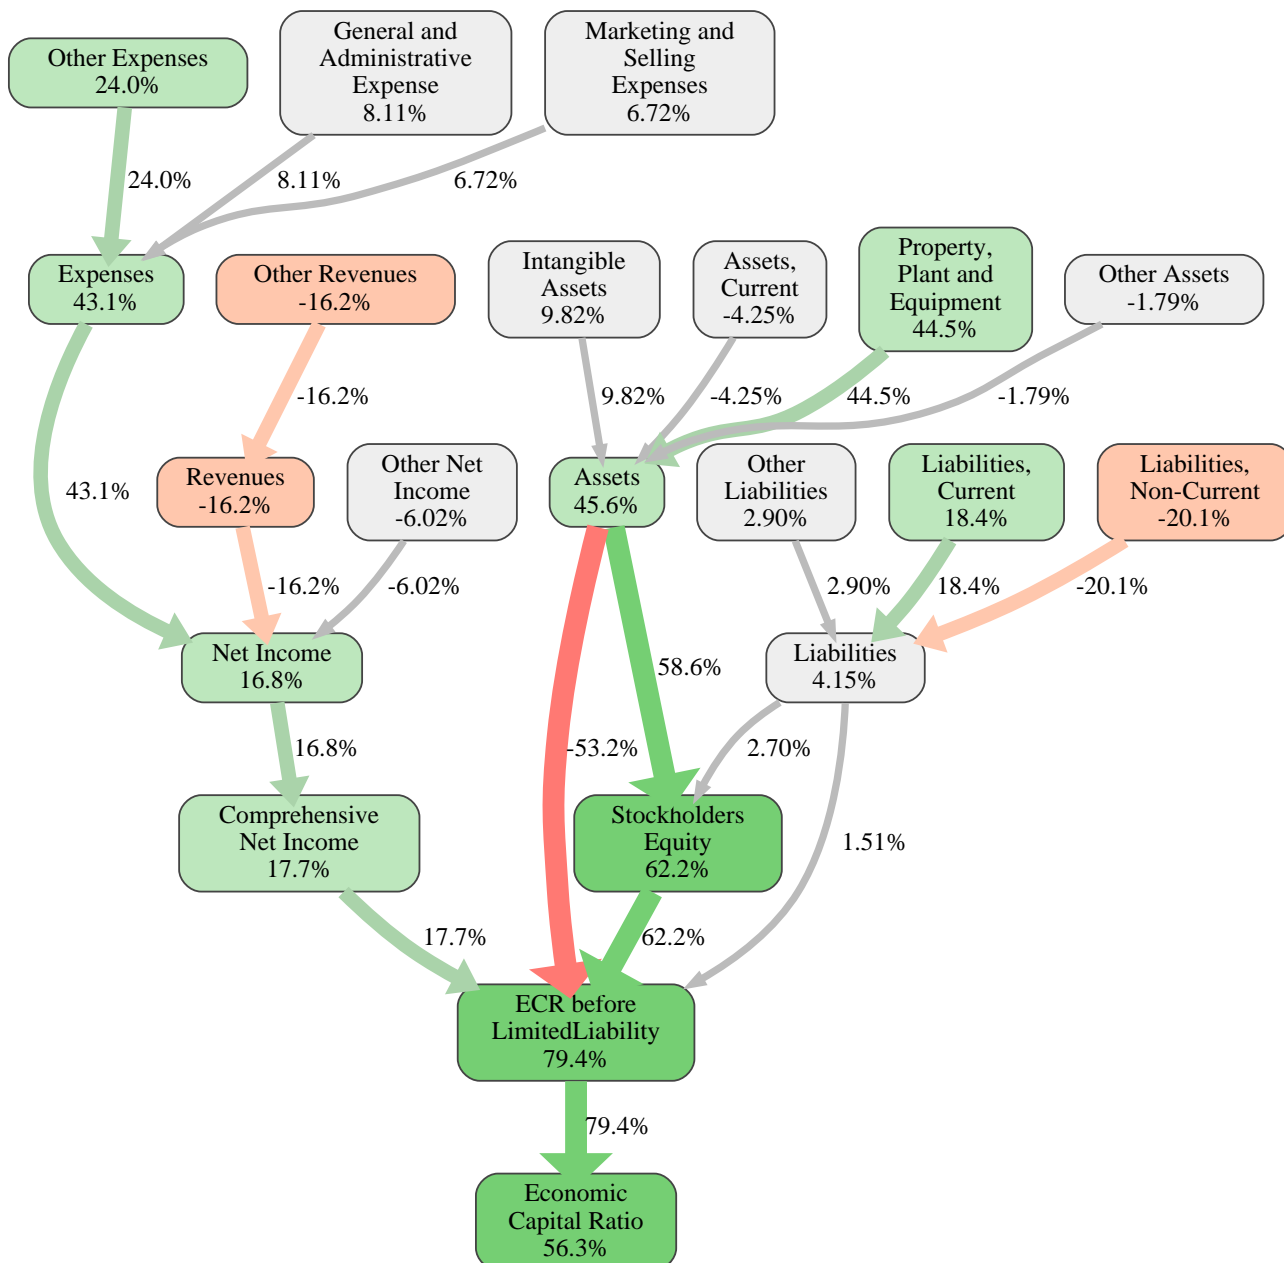 Other Expenses
24.0%
General and
Administrative
Expense
8.11%
Marketing and
Selling
Expenses
6.72%
24.0%
8.11%
6.72%
Expenses
43.1%
Other Revenues
-16.2%
Intangible
Assets
9.82%
Assets,
Current
-4.25%
Property,
Plant and
Equipment
44.5%
Other Assets
-1.79%
-16.2%
9.82%
-4.25%
44.5%
-1.79%
43.1%
Revenues
-16.2%
Other Net
Income
-6.02%
Assets
45.6%
Other
Liabilities
2.90%
Liabilities,
Current
18.4%
Liabilities,
Non-Current
-20.1%
-16.2%
-6.02%
2.90%
18.4%
-20.1%
Net Income
16.8%
58.6%
Liabilities
4.15%
16.8%
-53.2%
2.70%
Comprehensive
Net Income
17.7%
Stockholders
Equity
62.2%
1.51%
17.7%
62.2%
ECR before
LimitedLiability
79.4%
79.4%
Economic
Capital Ratio
56.3%